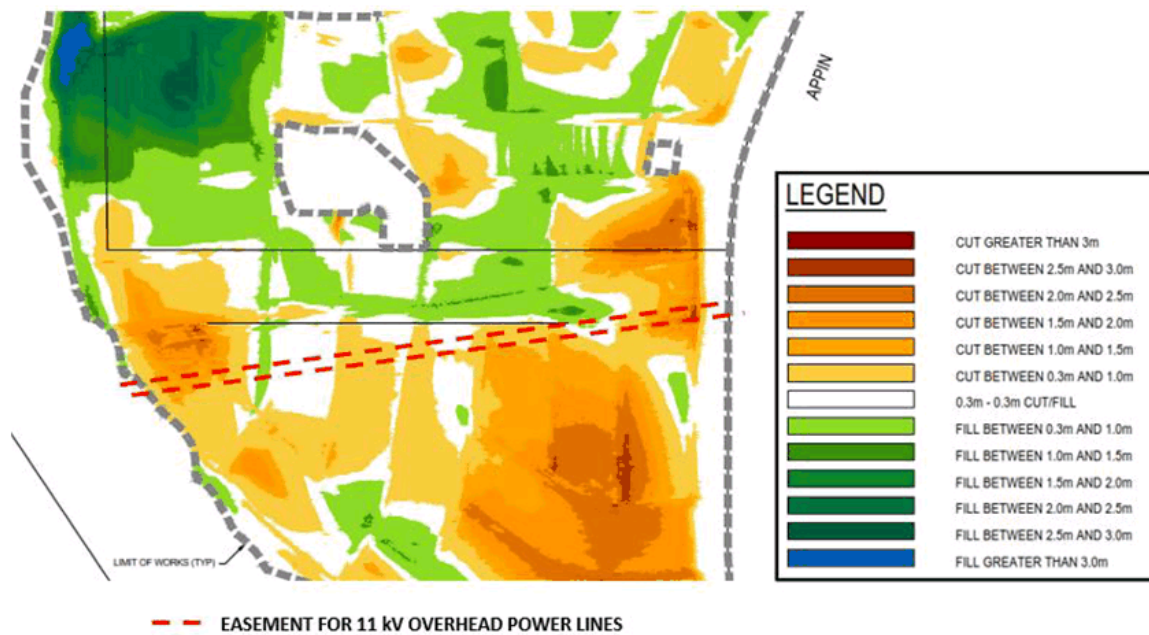 APPIN
LEGEND
CUT GREATER THAN 3m
CUT BETWEEN 2.5m AND 3.0m
CUT BETWEEN 2.0m AND 2.5m
CUT BETWEEN 1.5m AND 2.0m
CUT BETWEEN 1.0m AND 1.5m
CUT BETWEEN 0.3m AND 1.0m
0.3m - 0.3m CUT/FILL
FILL BETWEEN 0.3m AND 1.0m
FILL BETWEEN 1.0m AND 1.5m
FILL BETWEEN 1.5m AND 2.0m
FILL BETWEEN 2.0m AND 2.5m
FILL BETWEEN 2.5m AND 3.0m
FILL GREATER THAN 3.0m
LIMIT OF WORKS (TYP)
EASEMENT FOR 11 kV OVERHEAD POWER LINES